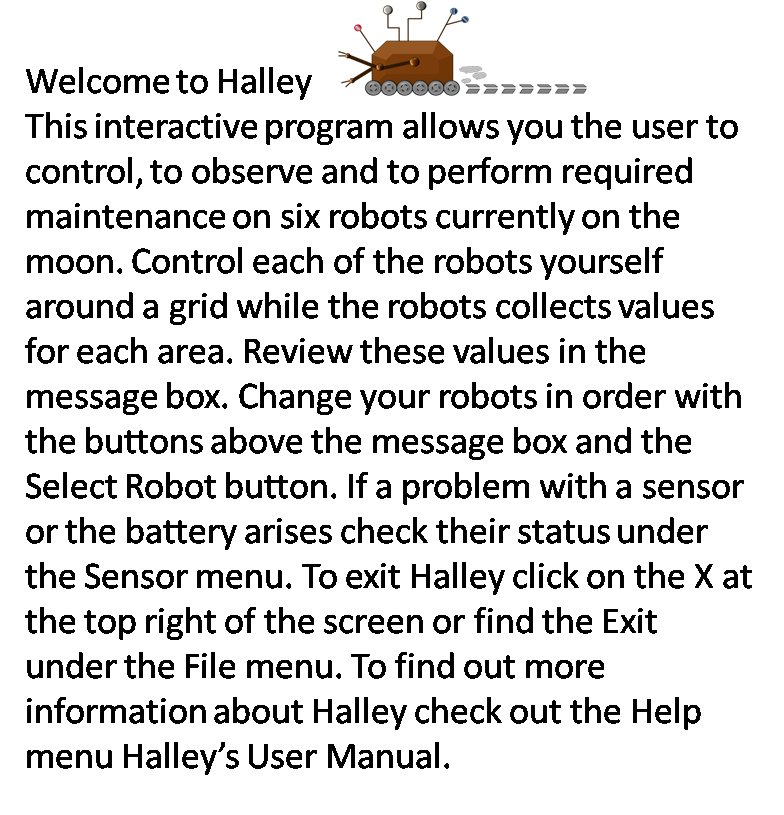 Welcome to Halley
This interactive program allows you the user to
control, to observe and to perform required
maintenance on six robots currently on the
moon. Control each of the robots yourself
around a grid while the robots collects values
for each area. Review these values in the
message box. Change your robots in order with
the buttons above the message box and the
Select Robot button. If a problem with a sensor
or the battery arises check their status under
the Sensor menu. To exit Halley click on the X at
the top right of the screen or find the Exit
under the File menu. To find out more
information about Halley check out the Help
menu Halley’s User Manual.